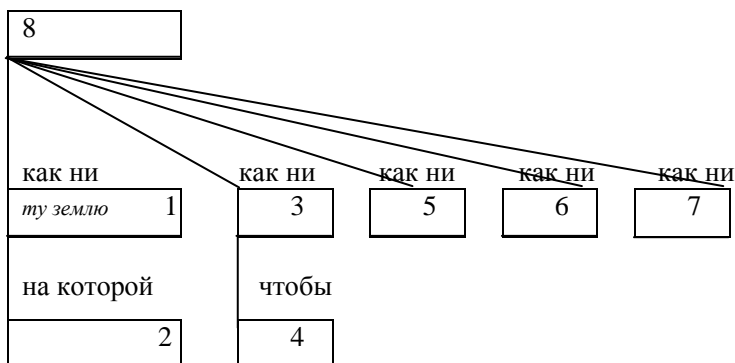 8
как ни как ни как ни как ни как ни
ту землю 1 3 5 6 7
на которой чтобы
2 4